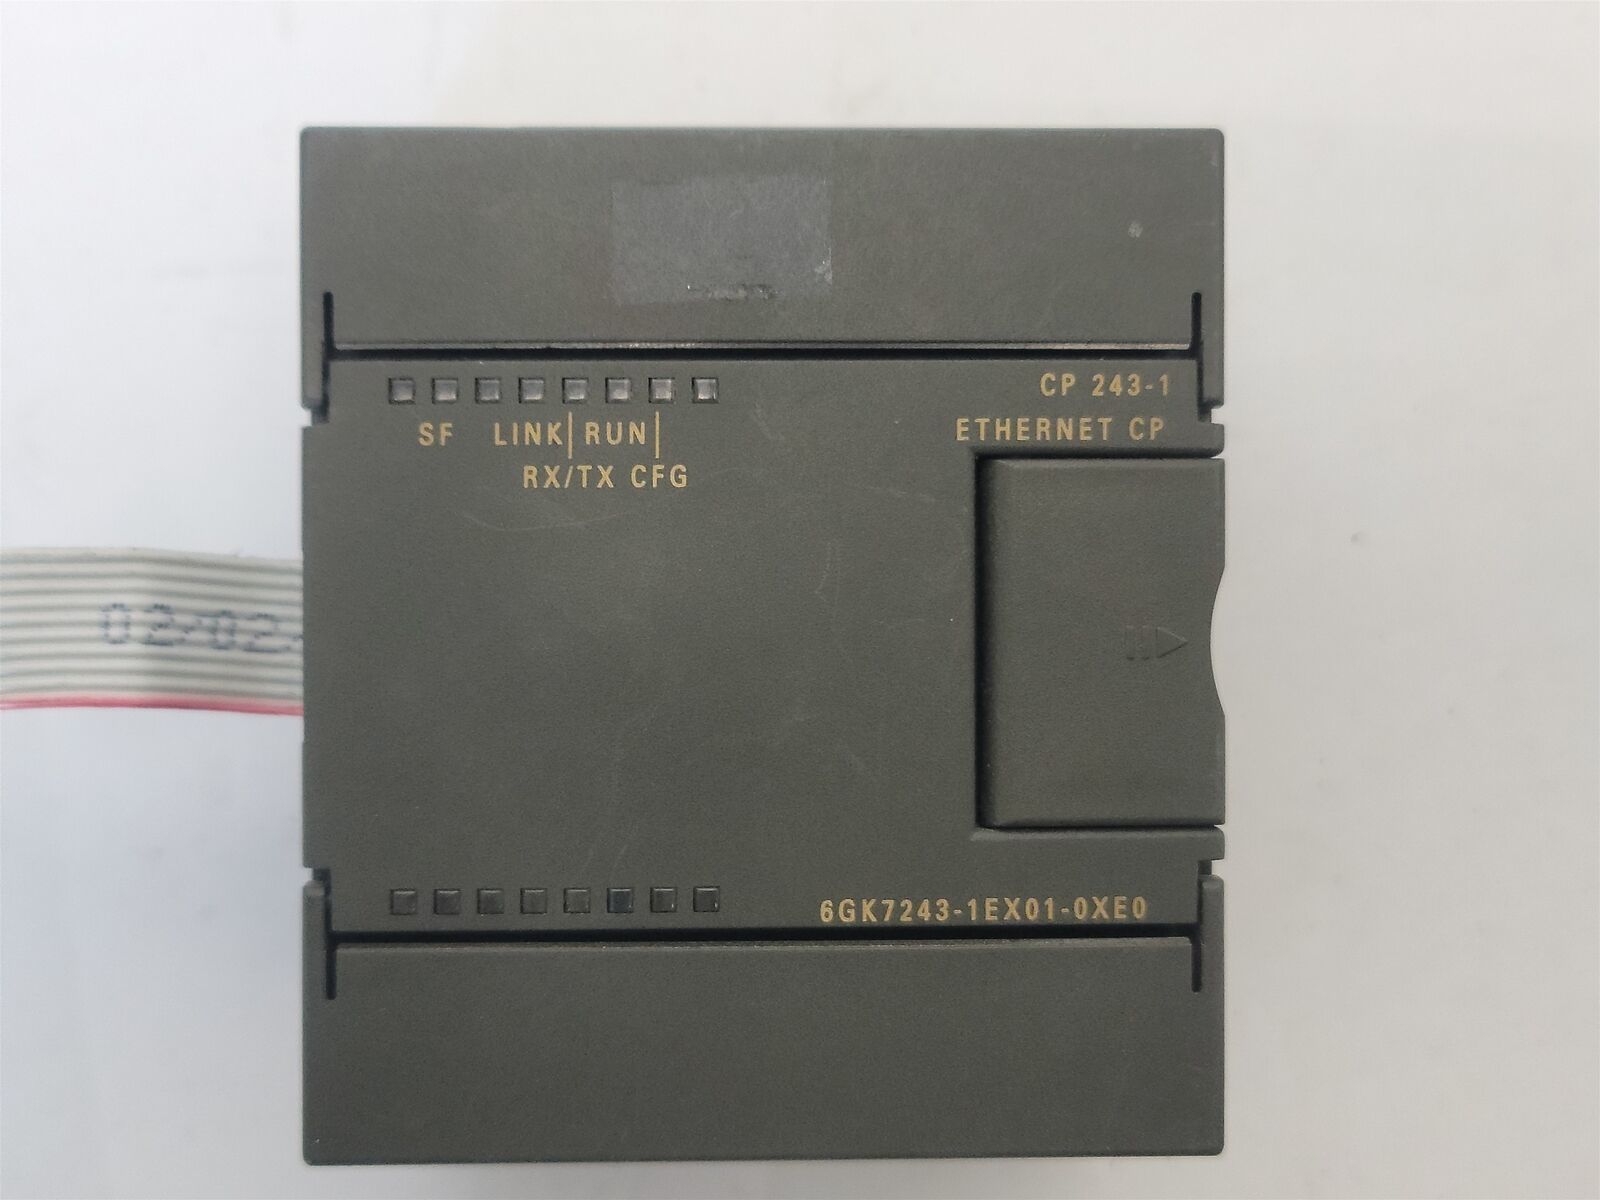 CP 243-1
SF LINK RUN
ETHERNET CP
RX/TX CFG
02/02
6GK7243-1EX01-0XE0